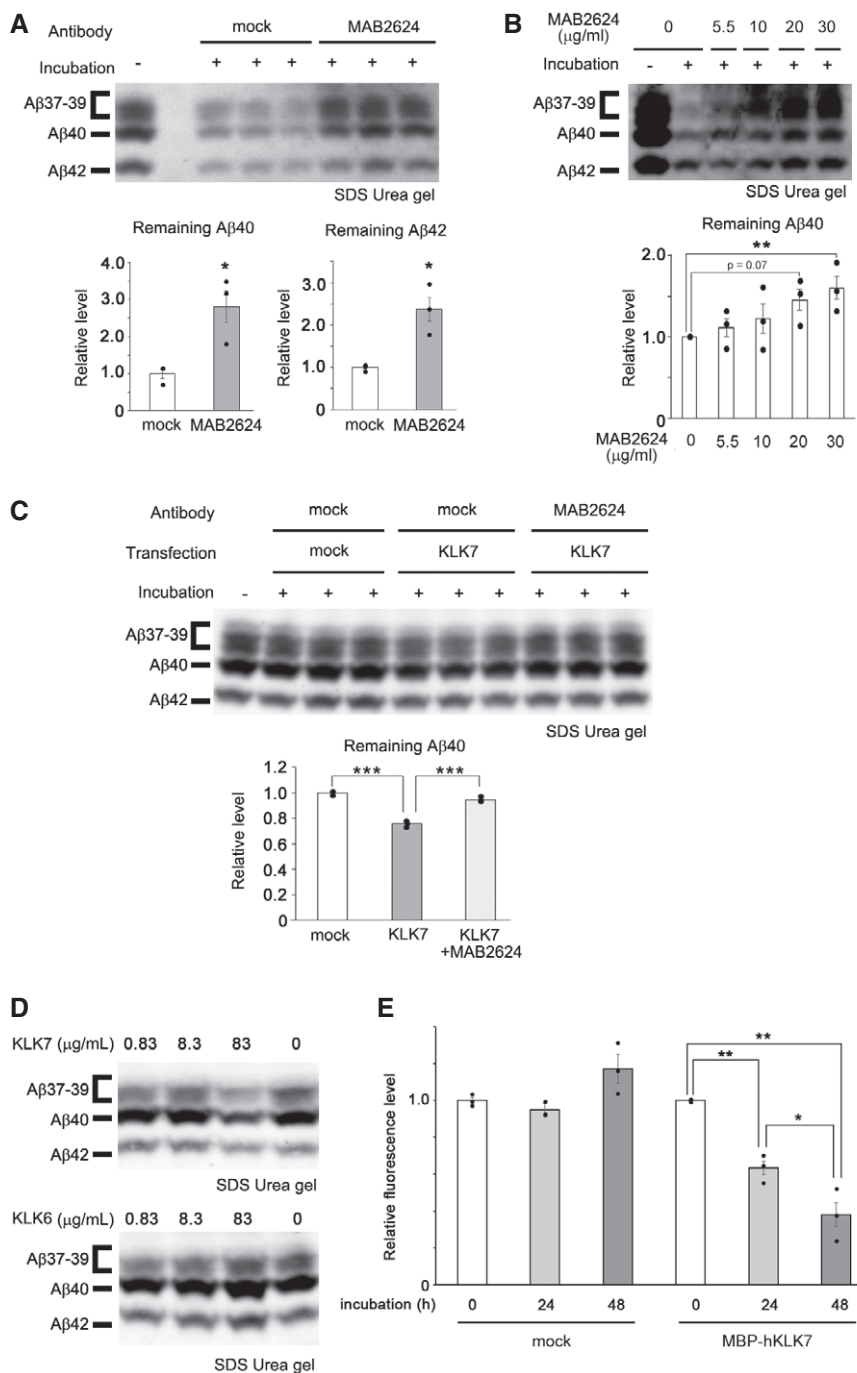 A
Antibody mock MAB2624
Incubation - + + + + + +
Aβ37-39
Aβ40
Aβ42
SDS Urea gel
Remaining Aβ40
Relative level
4.0
3.0
2.0
1.0
0
*
mock MAB2624
Remaining Aβ42
Relative level
3.0
2.0
1.0
0
*
mock MAB2624
B
MAB2624 (μg/ml) 0 5.5 10 20 30
Incubation - + + + + +
Aβ37-39
Aβ40
Aβ42
SDS Urea gel
Remaining Aβ40
Relative level
2.0
1.0
0
**
p = 0.07
MAB2624 (μg/ml) 0 5.5 10 20 30
C
Antibody mock mock MAB2624
Transfection mock KLK7 KLK7
Incubation - + + + + + + + + +
Aβ37-39
Aβ40
Aβ42
SDS Urea gel
Remaining Aβ40
Relative level
1.2
1.0
0.8
0.6
0.4
0.2
0
*** ***
mock KLK7 KLK7
+MAB2624
D
KLK7 (μg/mL) 0.83 8.3 83 0
Aβ37-39
Aβ40
Aβ42
SDS Urea gel
KLK6 (μg/mL) 0.83 8.3 83 0
Aβ37-39
Aβ40
Aβ42
SDS Urea gel
E
Relative fluorescence level
1.0
0
**
**
*
incubation (h) 0 24 48 0 24 48
mock MBP-hKLK7